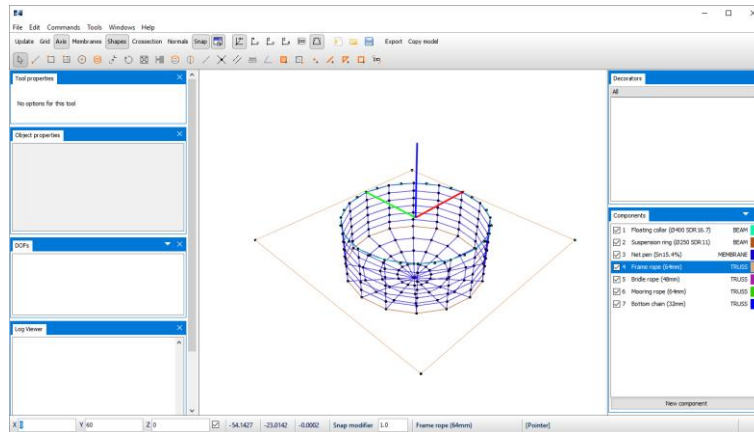 File Edit Commands Tools Windows Help
Update Grid Axis Membranes Shapes Crossection Normals Snap Export Copy model
Tool properties
No options for this tool
Object properties
DOFs
Log Viewer
Decorators
All
Components
1 Floating collar (Ø400 SDR16.7) BEAM
2 Suspension ring (Ø250 SDR11) BEAM
3 Net pen (Sn15.4%) MEMBRANE
4 Frame rope (64mm) TRUSS
5 Bridle rope (48mm) TRUSS
6 Mooring rope (64mm) TRUSS
7 Bottom chain (32mm) TRUSS
New component
X 0 Y 60 Z 0 -54.1427 -23.0142 -0.0002 Snap modifier 1.0 Frame rope (64mm) [Pointer]